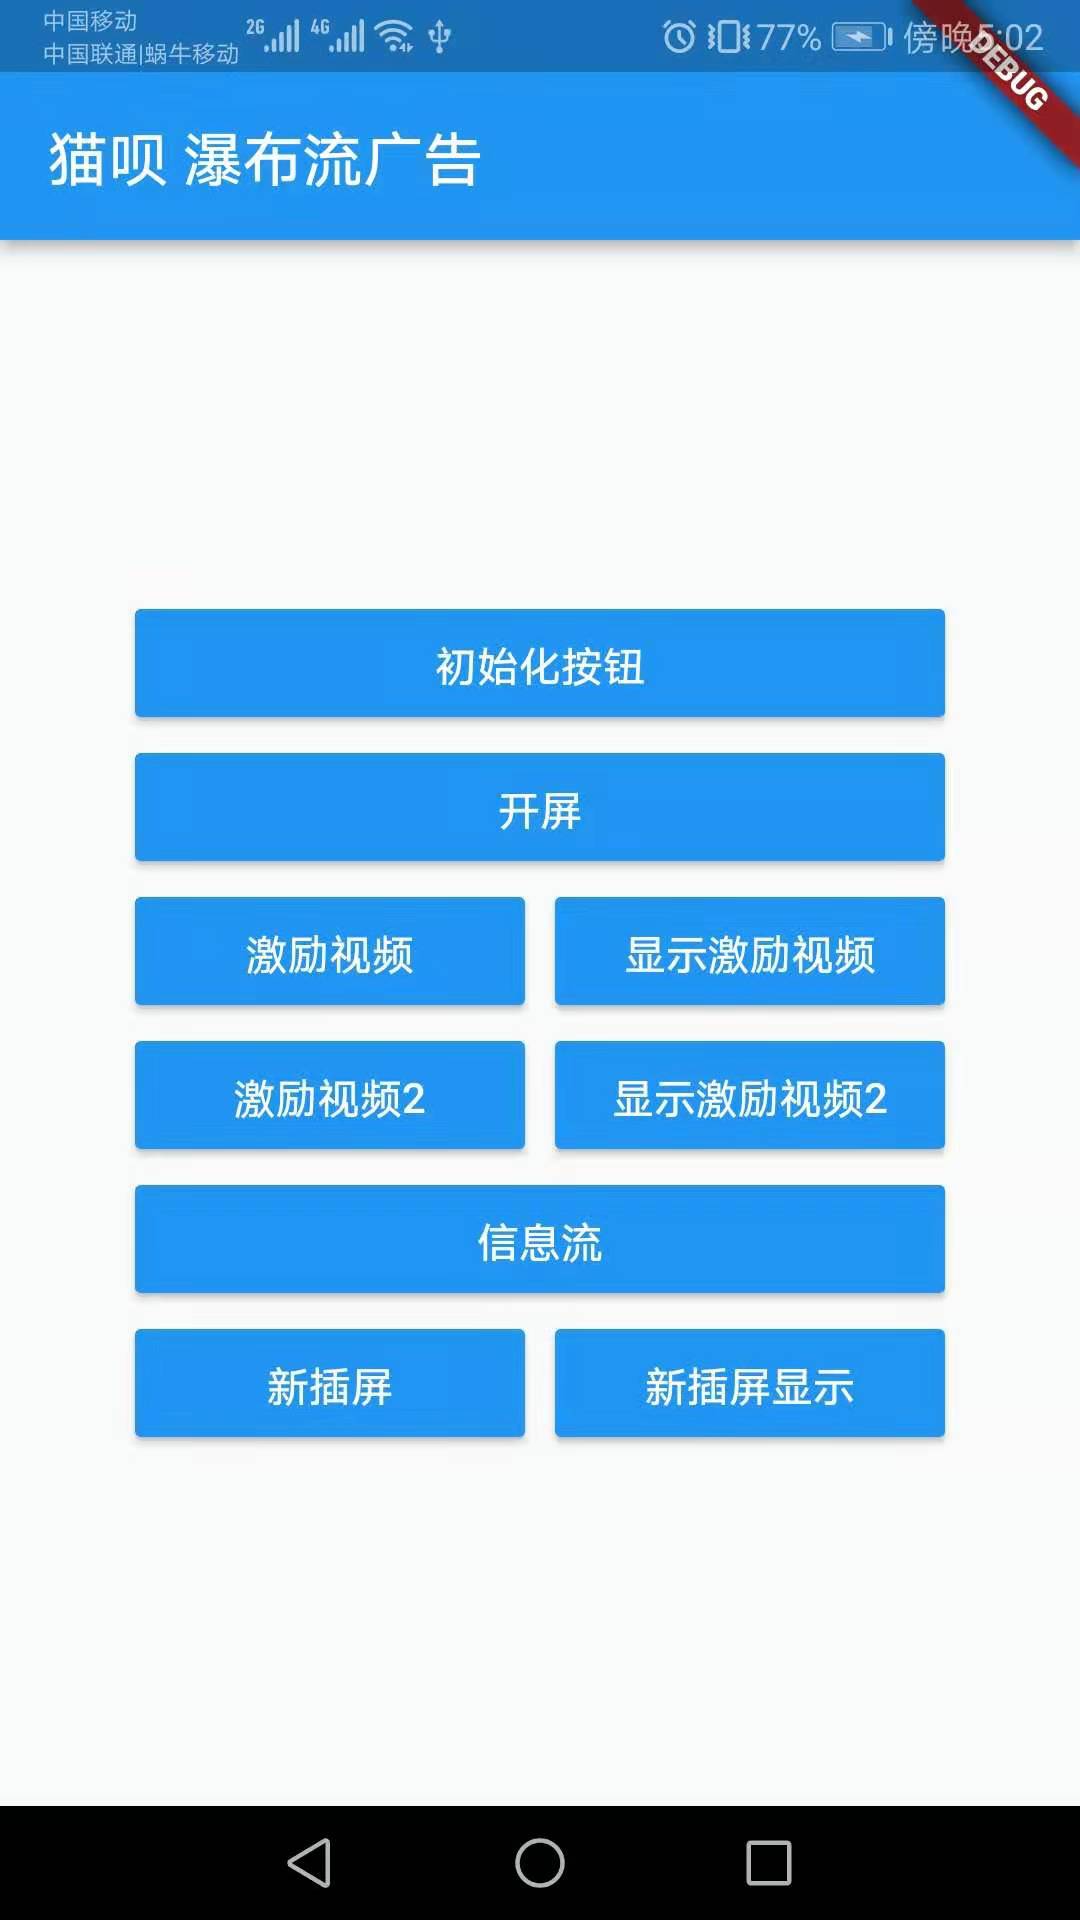 中国移动
中国联通|蜗牛移动
2G 4G 77% 傍晚5:02
DEBUG
猫呗 瀑布流广告
初始化按钮
开屏
激励视频 显示激励视频
激励视频2 显示激励视频2
信息流
新插屏 新插屏显示